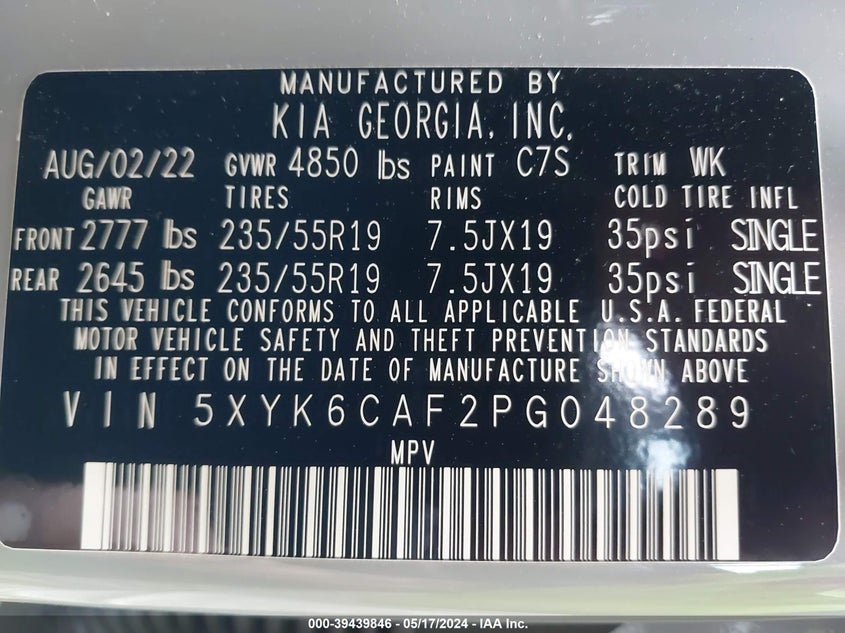 MANUFACTURED BY
KIA GEORGIA, INC.
AUG/02/22 GVWR 4850 lbs PAINT C7S TRIM WK
GAWR TIRES RIMS COLD TIRE INFL
FRONT 2777 lbs 235/55R19 7.5JX19 35psi SINGLE
REAR 2645 lbs 235/55R19 7.5JX19 35psi SINGLE
THIS VEHICLE CONFORMS TO ALL APPLICABLE U.S.A. FEDERAL
MOTOR VEHICLE SAFETY AND THEFT PREVENTION STANDARDS
IN EFFECT ON THE DATE OF MANUFACTURE SHOWN ABOVE
VIN 5XYK6CAF2PG048289
MPV
000-39439846 - 05/17/2024 - IAA Inc.